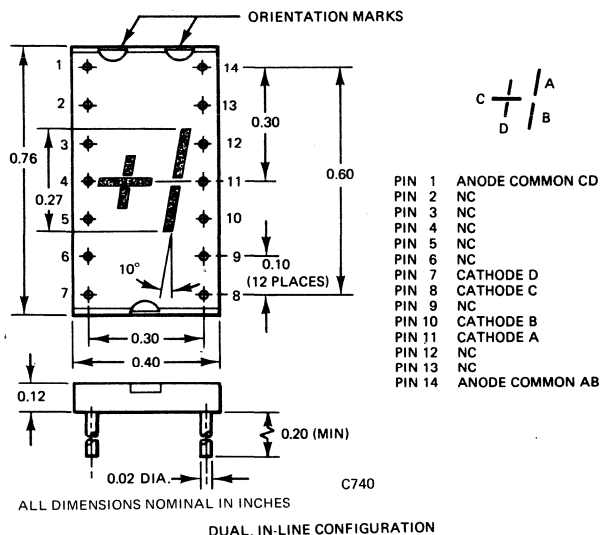 ORIENTATION MARKS
1 14
2 13
3 12
4 11
5 10
6 9
7 8
0.76
0.27
0.30
0.60
10°
0.10
(12 PLACES)
0.30
0.40
A
C
D B
PIN 1 ANODE COMMON CD
PIN 2 NC
PIN 3 NC
PIN 4 NC
PIN 5 NC
PIN 6 NC
PIN 7 CATHODE D
PIN 8 CATHODE C
PIN 9 NC
PIN 10 CATHODE B
PIN 11 CATHODE A
PIN 12 NC
PIN 13 NC
PIN 14 ANODE COMMON AB
0.12
0.20 (MIN)
0.02 DIA.
C740
ALL DIMENSIONS NOMINAL IN INCHES
DUAL. IN-LINE CONFIGURATION